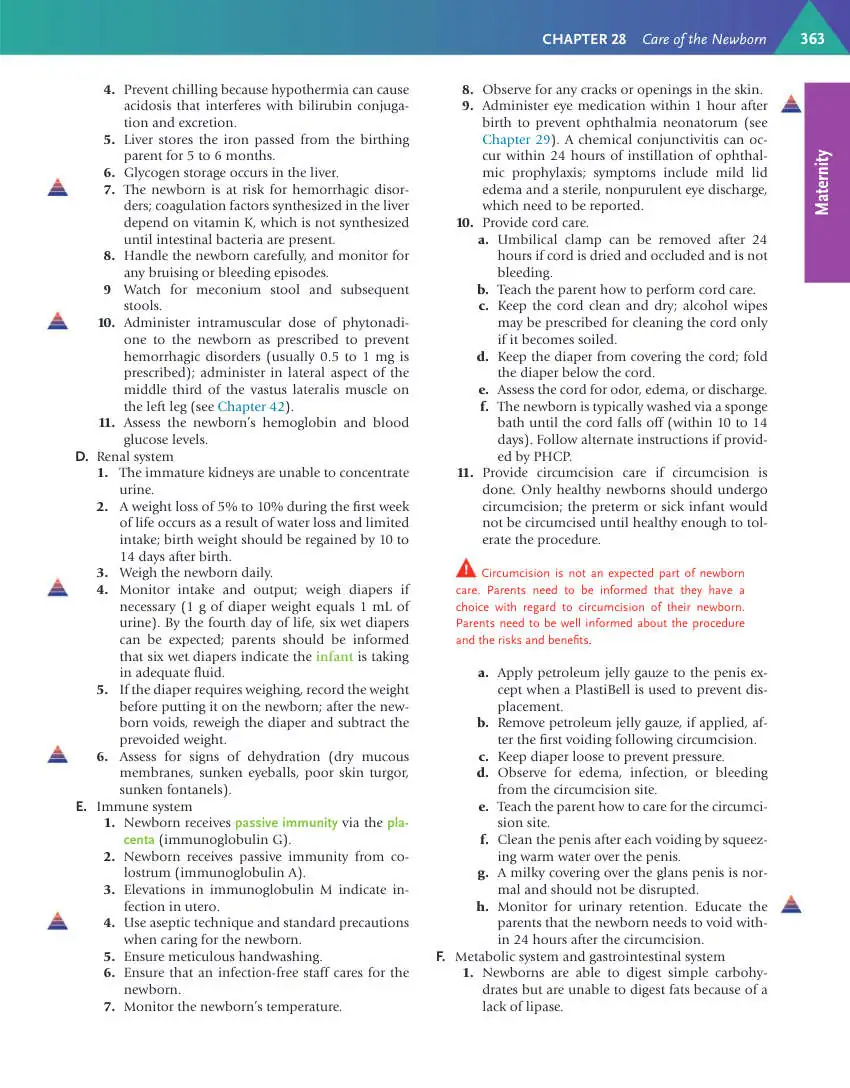 CHAPTER 28 Care of the Newborn 363
4. Prevent chilling because hypothermia can cause
acidosis that interferes with bilirubin conjuga-
tion and excretion.
5. Liver stores the iron passed from the birthing
parent for 5 to 6 months.
6. Glycogen storage occurs in the liver.
7. The newborn is at risk for hemorrhagic disor-
ders; coagulation factors synthesized in the liver
depend on vitamin K, which is not synthesized
until intestinal bacteria are present.
8. Handle the newborn carefully, and monitor for
any bruising or bleeding episodes.
9 Watch for meconium stool and subsequent
stools.
10. Administer intramuscular dose of phytonadi-
one to the newborn as prescribed to prevent
hemorrhagic disorders (usually 0.5 to 1 mg is
prescribed); administer in lateral aspect of the
middle third of the vastus lateralis muscle on
the left leg (see Chapter 42).
11. Assess the newborn's hemoglobin and blood
glucose levels.
D. Renal system
1. The immature kidneys are unable to concentrate
urine.
2. A weight loss of 5% to 10% during the first week
of life occurs as a result of water loss and limited
intake; birth weight should be regained by 10 to
14 days after birth.
3. Weigh the newborn daily.
4. Monitor intake and output; weigh diapers if
necessary (1 g of diaper weight equals 1 mL of
urine). By the fourth day of life, six wet diapers
can be expected; parents should be informed
that six wet diapers indicate the infant is taking
in adequate fluid.
5. If the diaper requires weighing, record the weight
before putting it on the newborn; after the new-
born voids, reweigh the diaper and subtract the
prevoided weight.
6. Assess for signs of dehydration (dry mucous
membranes, sunken eyeballs, poor skin turgor,
sunken fontanels).
E. Immune system
1. Newborn receives passive immunity via the pla-
centa (immunoglobulin G).
2. Newborn receives passive immunity from co-
lostrum (immunoglobulin A).
3. Elevations in immunoglobulin M indicate in-
fection in utero.
4. Use aseptic technique and standard precautions
when caring for the newborn.
5. Ensure meticulous handwashing.
6. Ensure that an infection-free staff cares for the
newborn.
7. Monitor the newborn's temperature.
8. Observe for any cracks or openings in the skin.
9. Administer eye medication within 1 hour after
birth to prevent ophthalmia neonatorum (see
Chapter 29). A chemical conjunctivitis can oc-
cur within 24 hours of instillation of ophthal-
mic prophylaxis; symptoms include mild lid
edema and a sterile, nonpurulent eye discharge,
which need to be reported.
10. Provide cord care.
a. Umbilical clamp can be removed after 24
hours if cord is dried and occluded and is not
bleeding.
b. Teach the parent how to perform cord care.
c. Keep the cord clean and dry; alcohol wipes
may be prescribed for cleaning the cord only
if it becomes soiled.
d. Keep the diaper from covering the cord; fold
the diaper below the cord.
e. Assess the cord for odor, edema, or discharge.
f. The newborn is typically washed via a sponge
bath until the cord falls off (within 10 to 14
days). Follow alternate instructions if provid-
ed by PHCP.
11. Provide circumcision care if circumcision is
done. Only healthy newborns should undergo
circumcision; the preterm or sick infant would
not be circumcised until healthy enough to tol-
erate the procedure.
Circumcision is not an expected part of newborn
care. Parents need to be informed that they have a
choice with regard to circumcision of their newborn.
Parents need to be well informed about the procedure
and the risks and benefits.
a. Apply petroleum jelly gauze to the penis ex-
cept when a PlastiBell is used to prevent dis-
placement.
b. Remove petroleum jelly gauze, if applied, af-
ter the first voiding following circumcision.
c. Keep diaper loose to prevent pressure.
d. Observe for edema, infection, or bleeding
from the circumcision site.
e. Teach the parent how to care for the circumci-
sion site.
f. Clean the penis after each voiding by squeez-
ing warm water over the penis.
g. A milky covering over the glans penis is nor-
mal and should not be disrupted.
h. Monitor for urinary retention. Educate the
parents that the newborn needs to void with-
in 24 hours after the circumcision.
F. Metabolic system and gastrointestinal system
1. Newborns are able to digest simple carbohy-
drates but are unable to digest fats because of a
lack of lipase.
Maternity